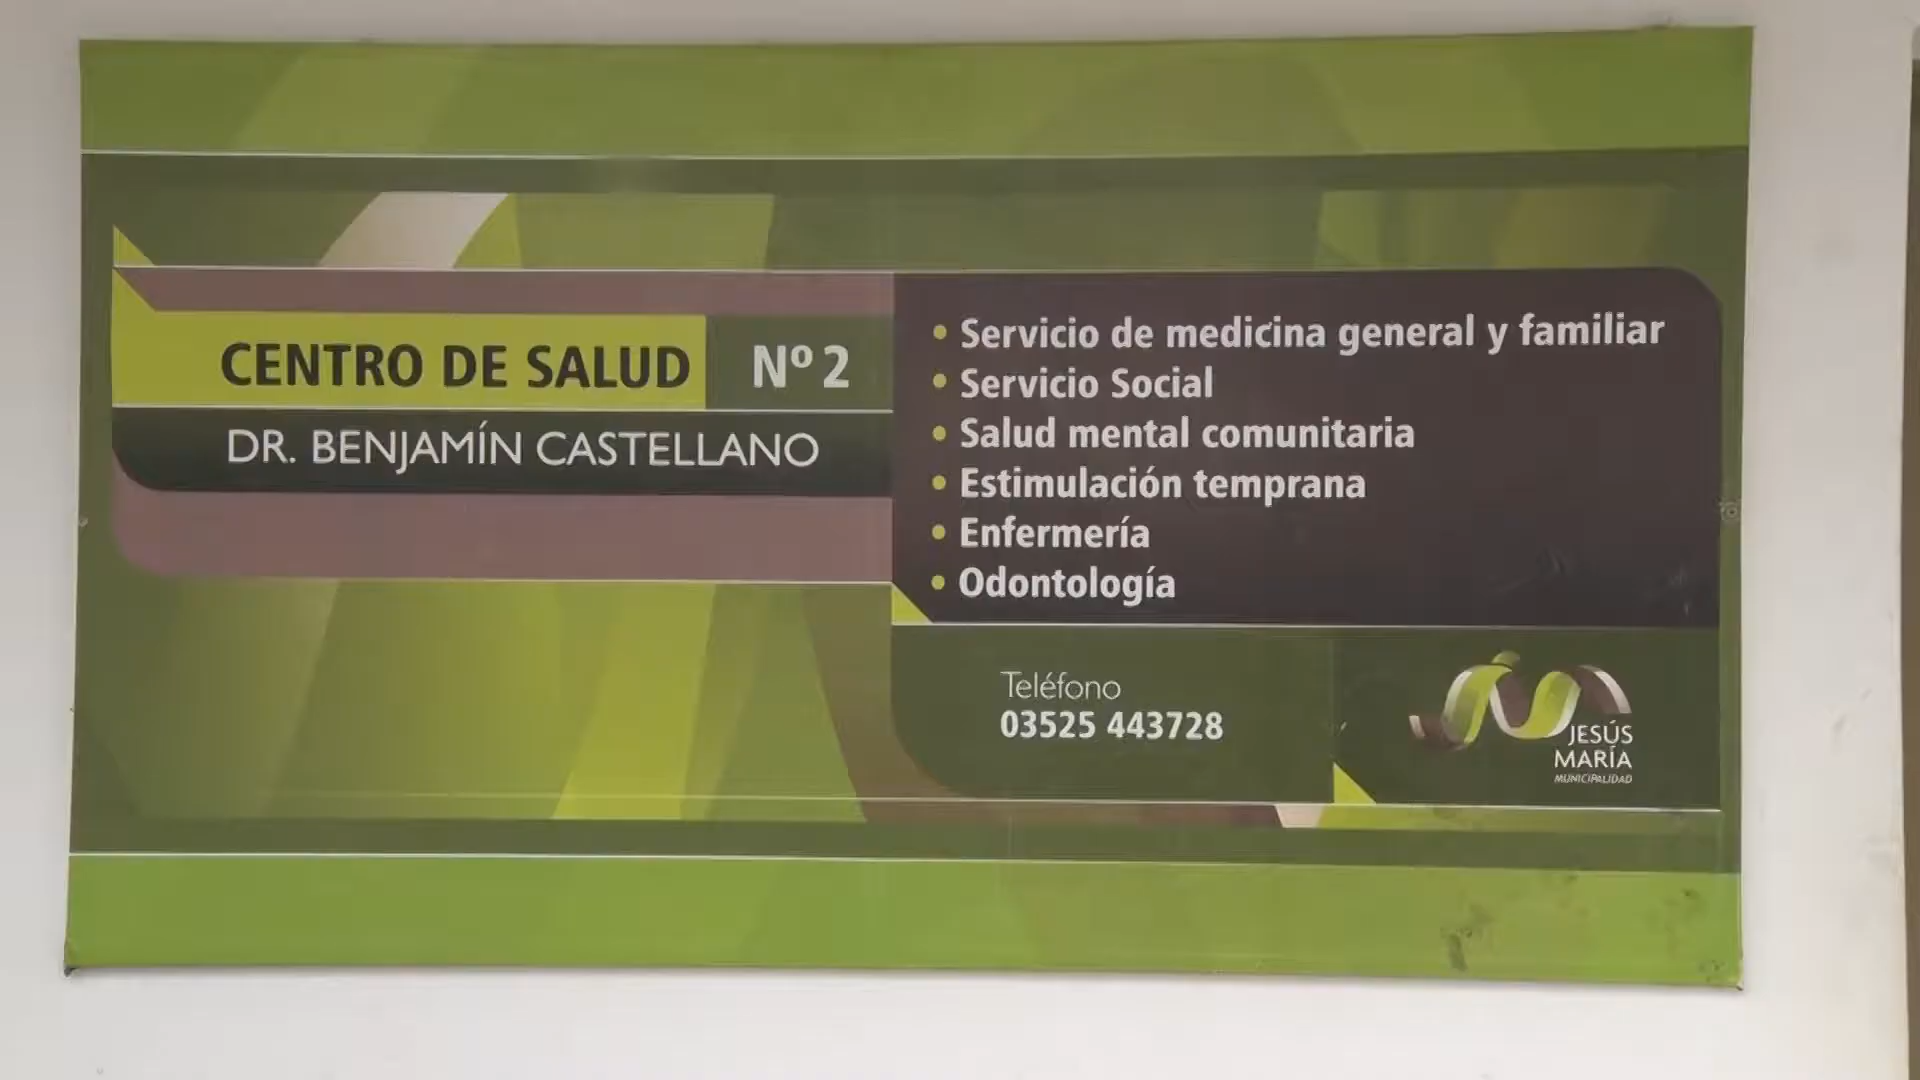 CENTRO DE SALUD Nº 2
DR. BENJAMÍN CASTELLANO
• Servicio de medicina general y familiar
• Servicio Social
• Salud mental comunitaria
• Estimulación temprana
• Enfermería
• Odontología
Teléfono
03525 443728
JESÚS
MARÍA
MUNICIPALIDAD